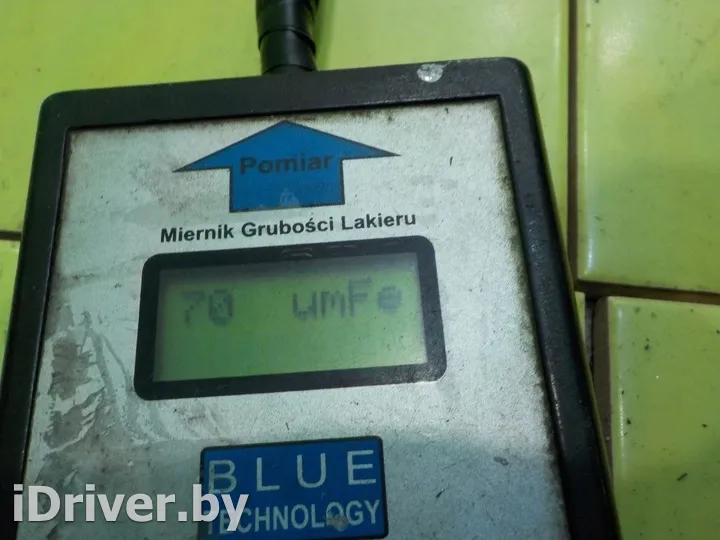 Pomiar
Miernik Grubości Lakieru
70 umFe
BLUE
TECHNOLOGY
iDriver.by